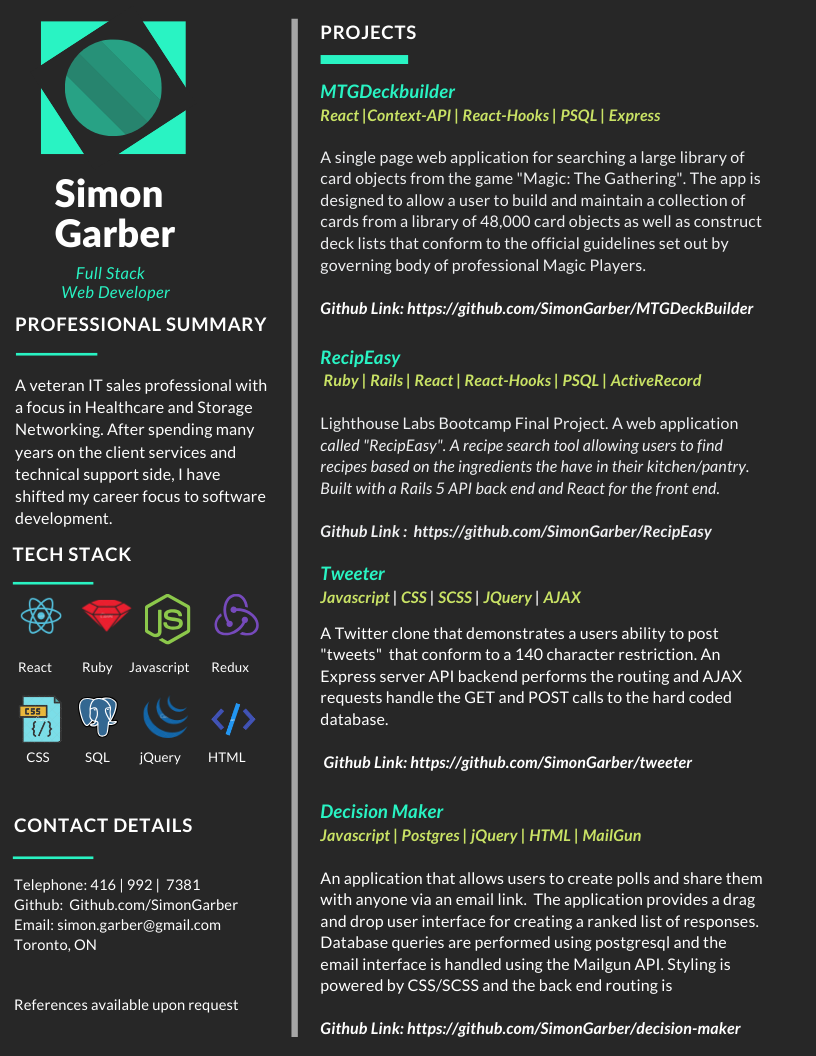 Simon
Garber
Full Stack
Web Developer
PROFESSIONAL SUMMARY
A veteran IT sales professional with
a focus in Healthcare and Storage
Networking. After spending many
years on the client services and
technical support side, I have
shifted my career focus to software
development.
TECH STACK
JS
React Ruby Javascript Redux
CSS
{/}
CSS SQL jQuery HTML
CONTACT DETAILS
Telephone: 416 | 992 | 7381
Github: Github.com/SimonGarber
Email: simon.garber@gmail.com
Toronto, ON
References available upon request
PROJECTS
MTGDeckbuilder
React |Context-API | React-Hooks | PSQL | Express
A single page web application for searching a large library of
card objects from the game "Magic: The Gathering". The app is
designed to allow a user to build and maintain a collection of
cards from a library of 48,000 card objects as well as construct
deck lists that conform to the official guidelines set out by
governing body of professional Magic Players.
Github Link: https://github.com/SimonGarber/MTGDeckBuilder
RecipEasy
Ruby | Rails | React | React-Hooks | PSQL | ActiveRecord
Lighthouse Labs Bootcamp Final Project. A web application
called "RecipEasy". A recipe search tool allowing users to find
recipes based on the ingredients the have in their kitchen/pantry.
Built with a Rails 5 API back end and React for the front end.
Github Link : https://github.com/SimonGarber/RecipEasy
Tweeter
Javascript | CSS | SCSS | JQuery | AJAX
A Twitter clone that demonstrates a users ability to post
"tweets" that conform to a 140 character restriction. An
Express server API backend performs the routing and AJAX
requests handle the GET and POST calls to the hard coded
database.
Github Link: https://github.com/SimonGarber/tweeter
Decision Maker
Javascript | Postgres | jQuery | HTML | MailGun
An application that allows users to create polls and share them
with anyone via an email link. The application provides a drag
and drop user interface for creating a ranked list of responses.
Database queries are performed using postgresql and the
email interface is handled using the Mailgun API. Styling is
powered by CSS/SCSS and the back end routing is
Github Link: https://github.com/SimonGarber/decision-maker